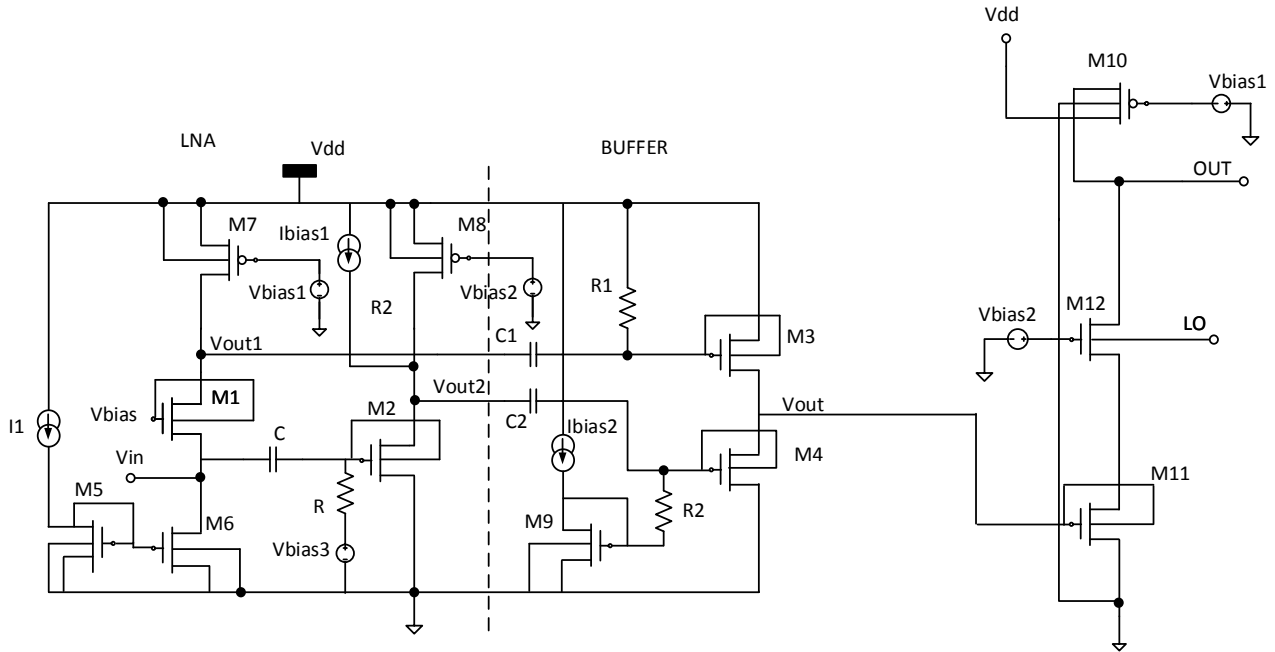 Vdd
M10
Vbias1
LNA
Vdd
BUFFER
OUT
M7
Ibias1
M8
Vbias1
R2
Vbias2
R1
M12
Vbias2
LO
Vout1
C1
M3
M1
Vbias
Vout2
M2
C2
Vout
I1
C
Ibias2
M4
Vin
M11
M5
M6
R
M9
R2
Vbias3